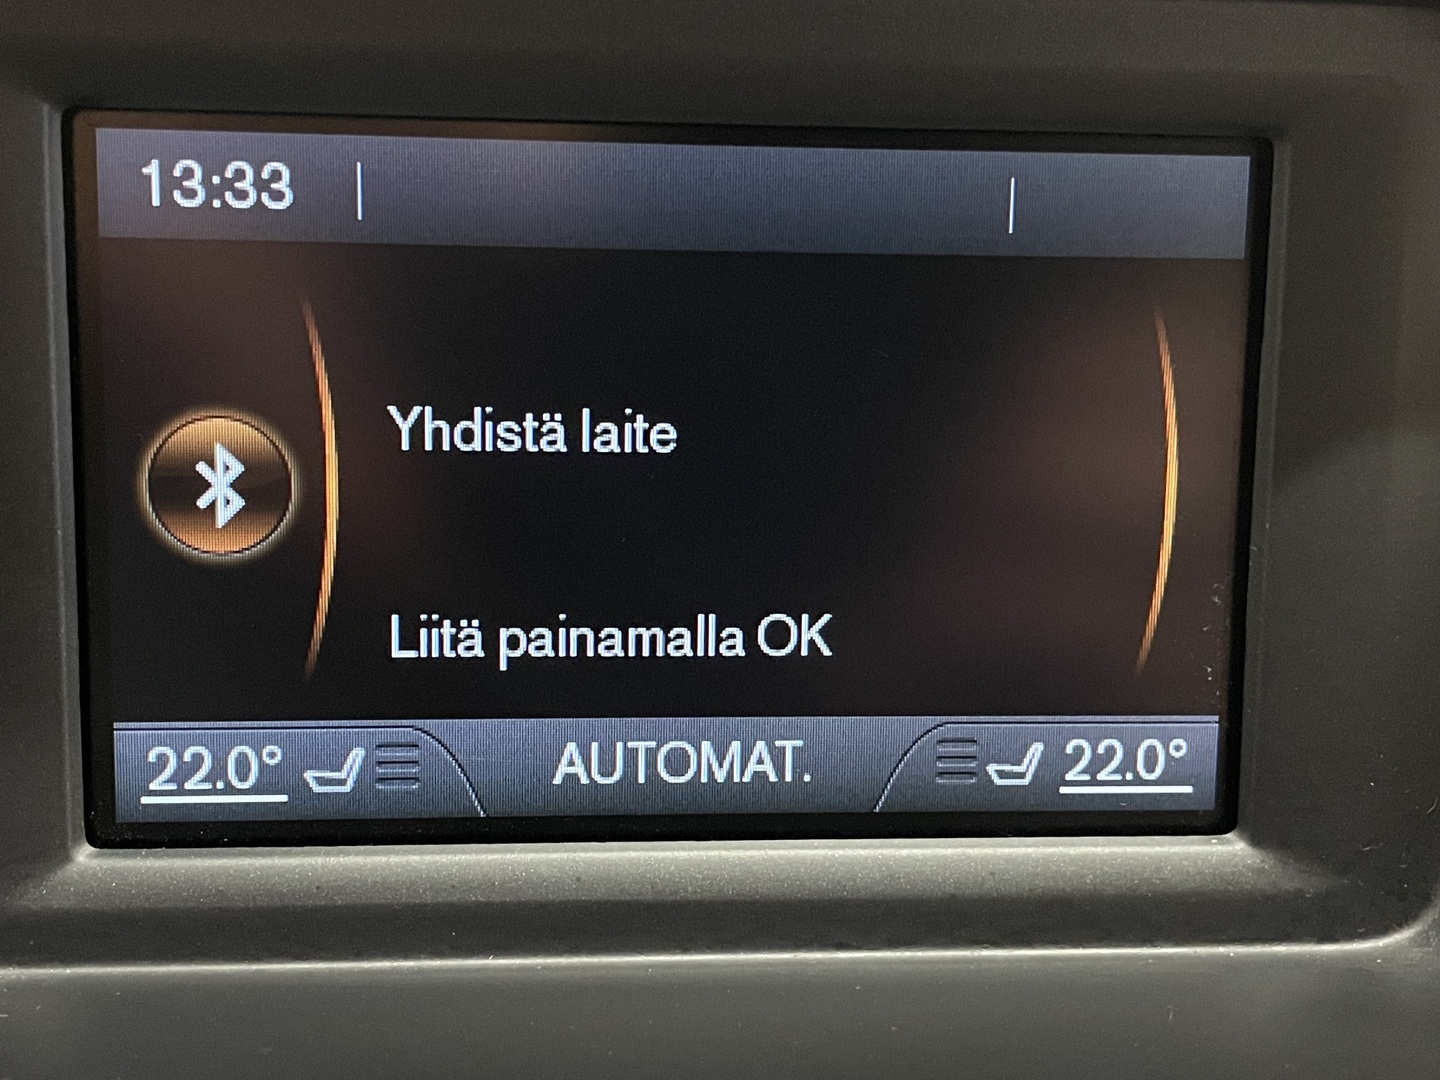 13:33
Yhdistä laite
Liitä painamalla OK
22.0° AUTOMAT. 22.0°